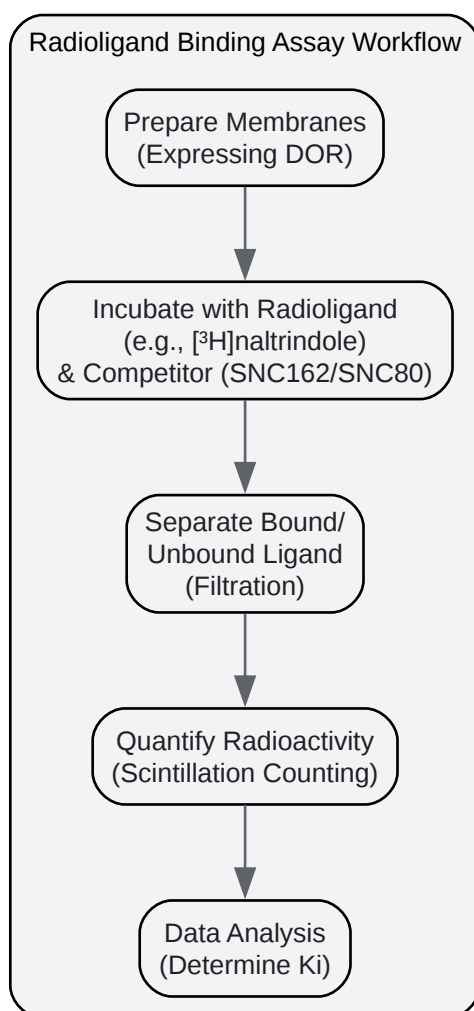 Radioligand Binding Assay Workflow
Prepare Membranes
(Expressing DOR)
Incubate with Radioligand
(e.g., [³H]naltrindole)
& Competitor (SNC162/SNC80)
Separate Bound/
Unbound Ligand
(Filtration)
Quantify Radioactivity
(Scintillation Counting)
Data Analysis
(Determine Ki)